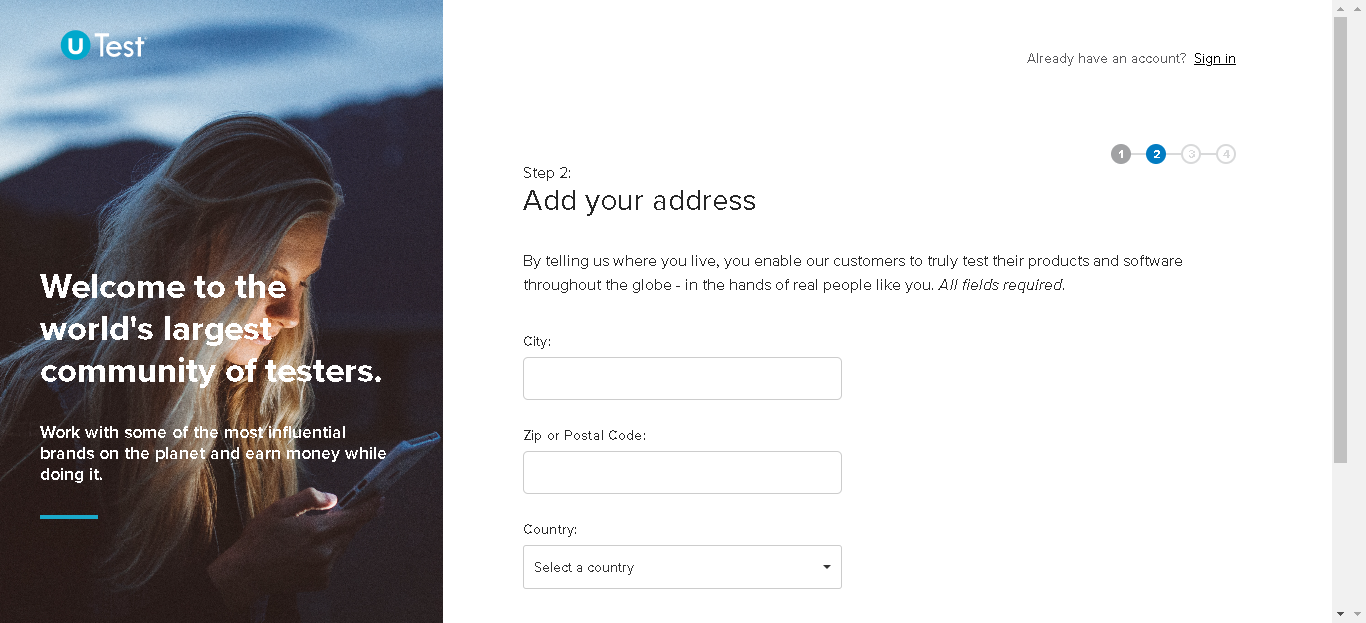 U Test
Already have an account? Sign in
1 2 3 4
Step 2:
Add your address
By telling us where you live, you enable our customers to truly test their products and software
throughout the globe - in the hands of real people like you. All fields required.
City:
Zip or Postal Code:
Country:
Select a country
Welcome to the
world's largest
community of testers.
Work with some of the most influential
brands on the planet and earn money while
doing it.